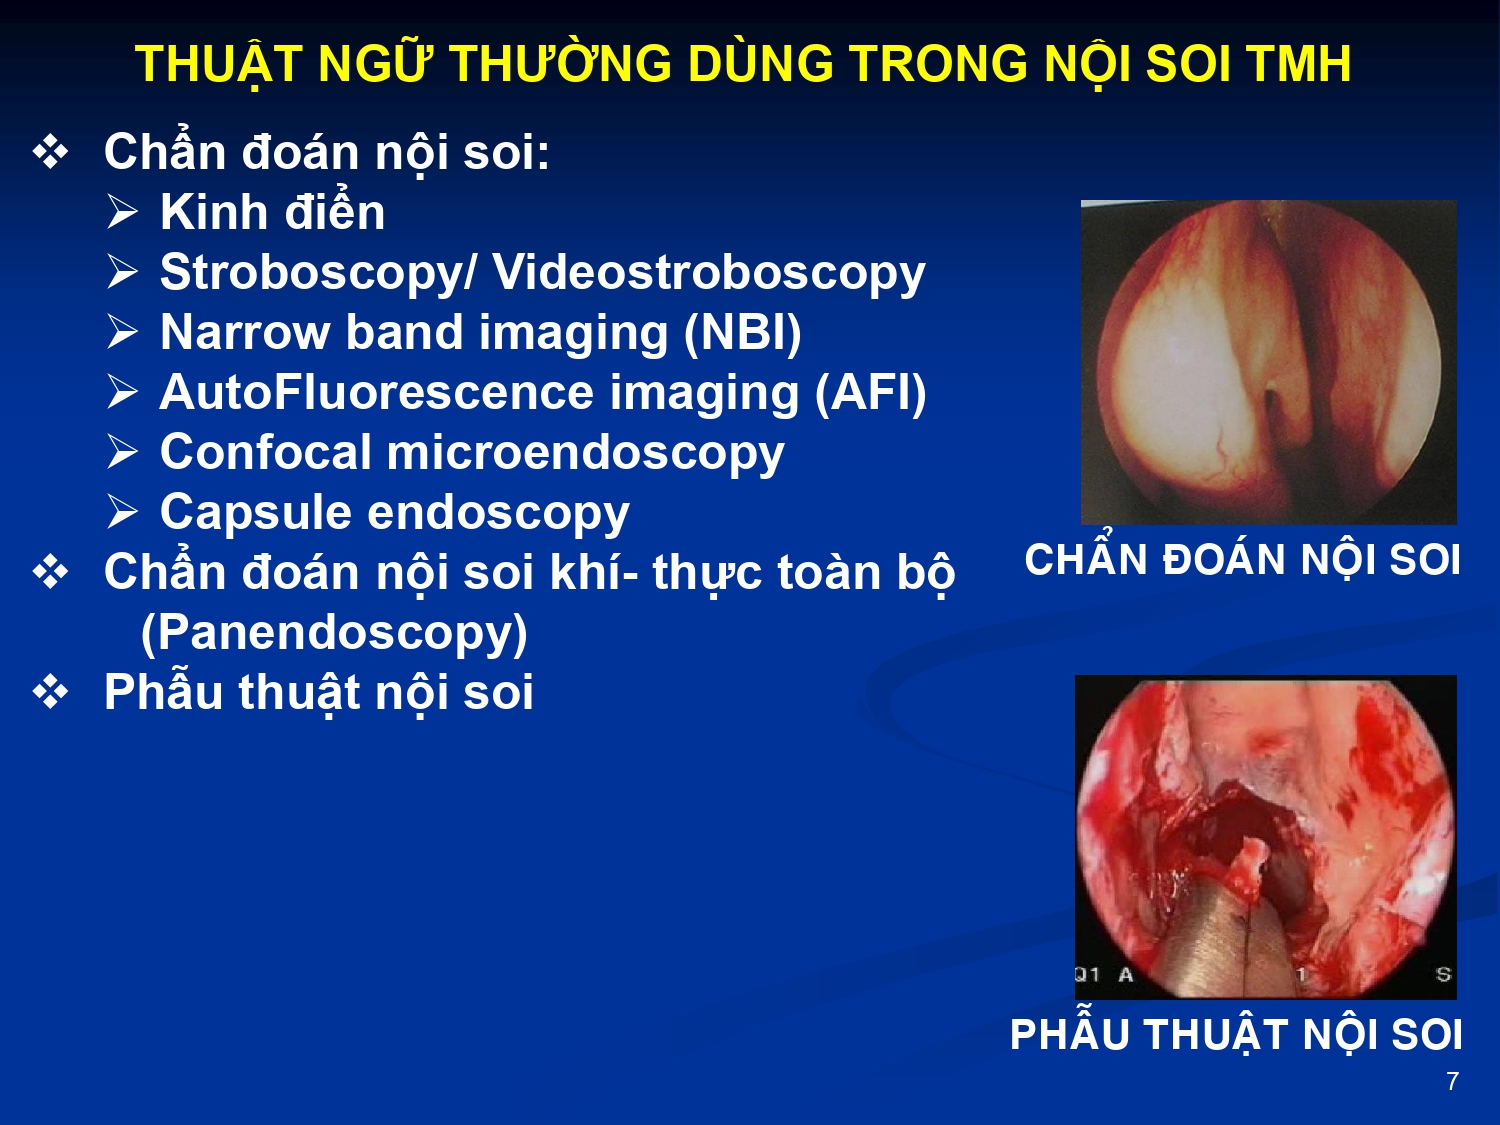 THUẬT NGỮ THƯỜNG DÙNG TRONG NỘI SOI TMH
Chẩn đoán nội soi:
Kinh điển
Stroboscopy/ Videostroboscopy
Narrow band imaging (NBI)
AutoFluorescence imaging (AFI)
Confocal microendoscopy
Capsule endoscopy
Chẩn đoán nội soi khí- thực toàn bộ
(Panendoscopy)
Phẫu thuật nội soi
CHẨN ĐOÁN NỘI SOI
Q1 A 1 S
PHẪU THUẬT NỘI SOI
7